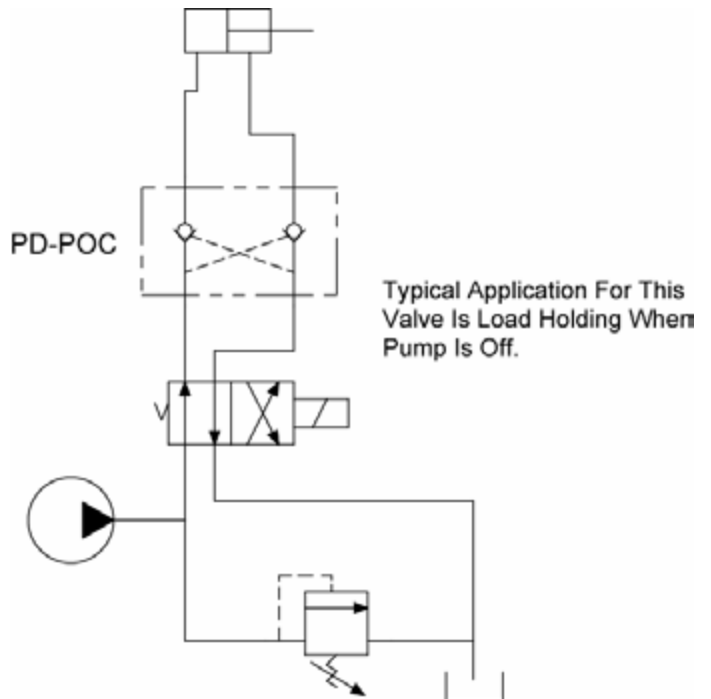 PD-POC
Typical Application For This
Valve Is Load Holding When
Pump Is Off.